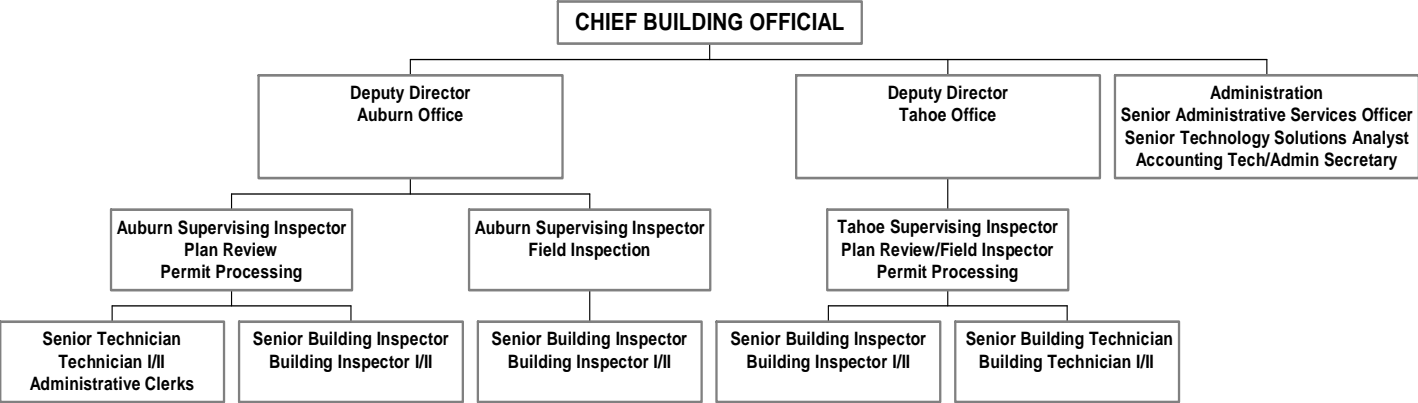 CHIEF BUILDING OFFICIAL
Deputy Director
Auburn Office
Deputy Director
Tahoe Office
Administration
Senior Administrative Services Officer
Senior Technology Solutions Analyst
Accounting Tech/Admin Secretary
Auburn Supervising Inspector
Plan Review
Permit Processing
Auburn Supervising Inspector
Field Inspection
Tahoe Supervising Inspector
Plan Review/Field Inspector
Permit Processing
Senior Technician
Technician I/II
Administrative Clerks
Senior Building Inspector
Building Inspector I/II
Senior Building Inspector
Building Inspector I/II
Senior Building Inspector
Building Inspector I/II
Senior Building Technician
Building Technician I/II